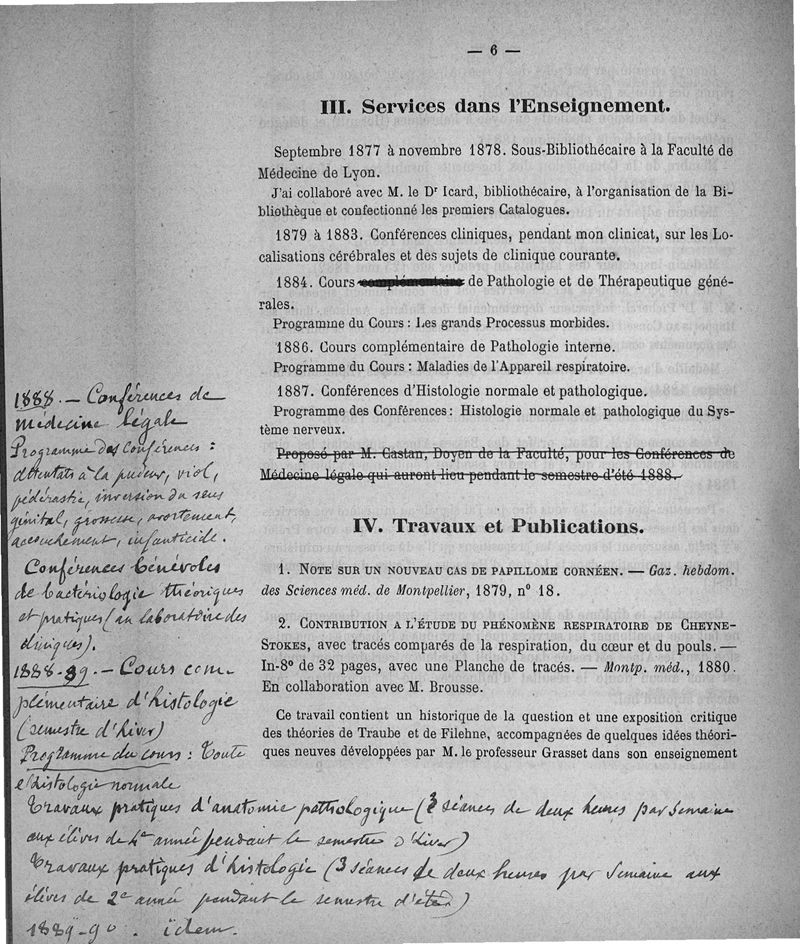 — 6 —
III. Services dans l'Enseignement.
Septembre 1877 à novembre 1878. Sous-Bibliothécaire à la Faculté de
Médecine de Lyon.
J'ai collaboré avec M. le Dr Icard, bibliothécaire, à l'organisation de la Bi-
bliothèque et confectionné les premiers Catalogues.
1879 à 1883. Conférences cliniques, pendant mon clinicat, sur les Lo-
calisations cérébrales et des sujets de clinique courante.
1884. Cours complémentaire de Pathologie et de Thérapeutique géné-
rales.
Programme du Cours : Les grands Processus morbides.
1886. Cours complémentaire de Pathologie interne.
Programme du Cours : Maladies de l'Appareil respiratoire.
1887. Conférences d'Histologie normale et pathologique.
Programme des Conférences : Histologie normale et pathologique du Sys-
tème nerveux.
Proposé par M. Castan, Doyen de la Faculté, pour les Conférences de
Médecine légale qui auront lieu pendant le semestre d'été 1888.
1888. — Conférences de
médecine légale
Programme des Conférences :
attentats à la pudeur, viol,
pédérastie, inversion du sens
génital, grossesse, avortement,
accouchement, infanticide.
Conférences bénévoles
de bactériologie théoriques
et pratiques (au laboratoire des
cliniques).
1888-89 — Cours com-
plémentaire d'histologie
(semestre d'hiver)
Programme du cours : Toute
l'histologie normale
Travaux pratiques d'anatomie pathologique (3 séances de deux heures par semaine
aux élèves de 4e année pendant le semestre d'hiver)
Travaux pratiques d'histologie (3 séances de deux heures par semaine aux
élèves de 2e année pendant le semestre d'été)
1889-90. idem.
IV. Travaux et Publications.
1. Note sur un nouveau cas de papillome cornéen. — Gaz. hebdom.
des Sciences méd. de Montpellier, 1879, n° 18.
2. Contribution a l'étude du phénomène respiratoire de Cheyne-
Stokes, avec tracés comparés de la respiration, du cœur et du pouls. —
In-8° de 32 pages, avec une Planche de tracés. — Montp. méd., 1880.
En collaboration avec M. Brousse.
Ce travail contient un historique de la question et une exposition critique
des théories de Traube et de Filehne, accompagnées de quelques idées théori-
ques neuves développées par M. le professeur Grasset dans son enseignement